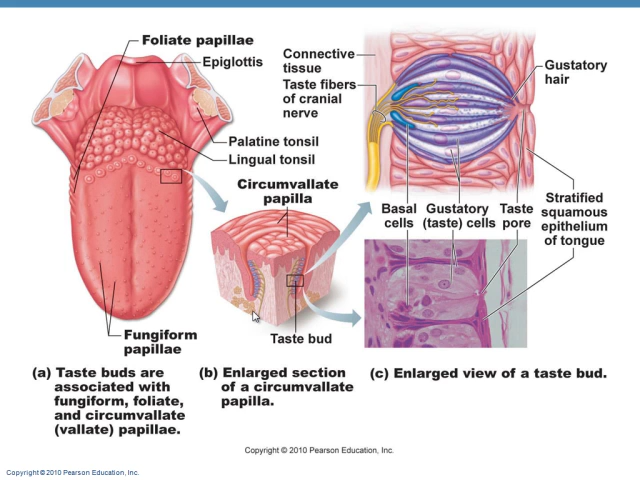 Foliate papillae
Epiglottis
Palatine tonsil
Lingual tonsil
Fungiform
papillae
(a) Taste buds are
associated with
fungiform, foliate,
and circumvallate
(vallate) papillae.
Circumvallate
papilla
Taste bud
(b) Enlarged section
of a circumvallate
papilla.
Connective
tissue
Taste fibers
of cranial
nerve
Gustatory
hair
Basal
cells
Gustatory
(taste) cells
Taste
pore
Stratified
squamous
epithelium
of tongue
(c) Enlarged view of a taste bud.
Copyright © 2010 Pearson Education, Inc.
Copyright © 2010 Pearson Education, Inc.